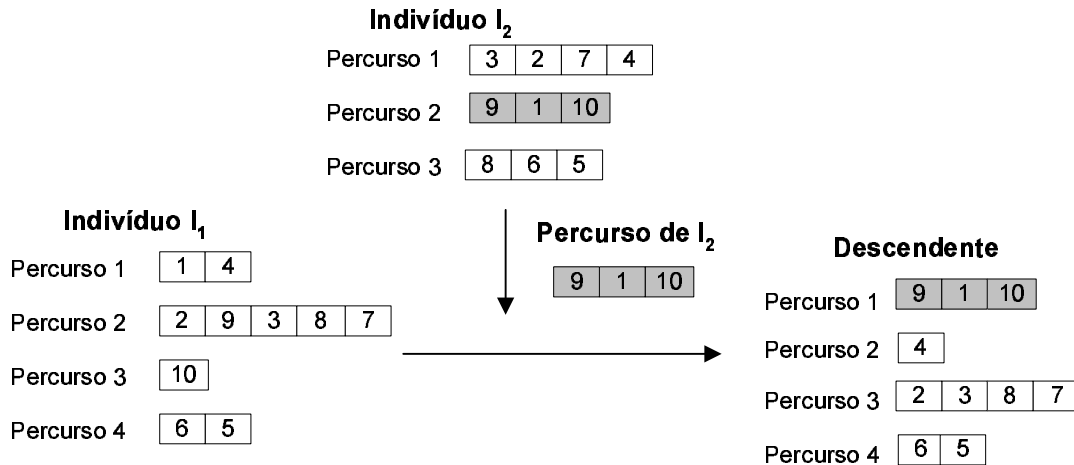 Indivíduo I2
Percurso 1 3 2 7 4
Percurso 2 9 1 10
Percurso 3 8 6 5
Indivíduo I1
Percurso 1 1 4
Percurso 2 2 9 3 8 7
Percurso 3 10
Percurso 4 6 5
Percurso de I2
9 1 10
Descendente
Percurso 1 9 1 10
Percurso 2 4
Percurso 3 2 3 8 7
Percurso 4 6 5